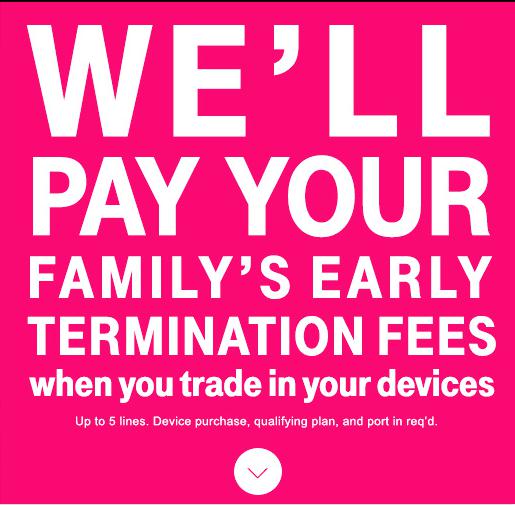 WE’LL
PAY YOUR
FAMILY’S EARLY
TERMINATION FEES
when you trade in your devices
Up to 5 lines. Device purchase, qualifying plan, and port in req'd.